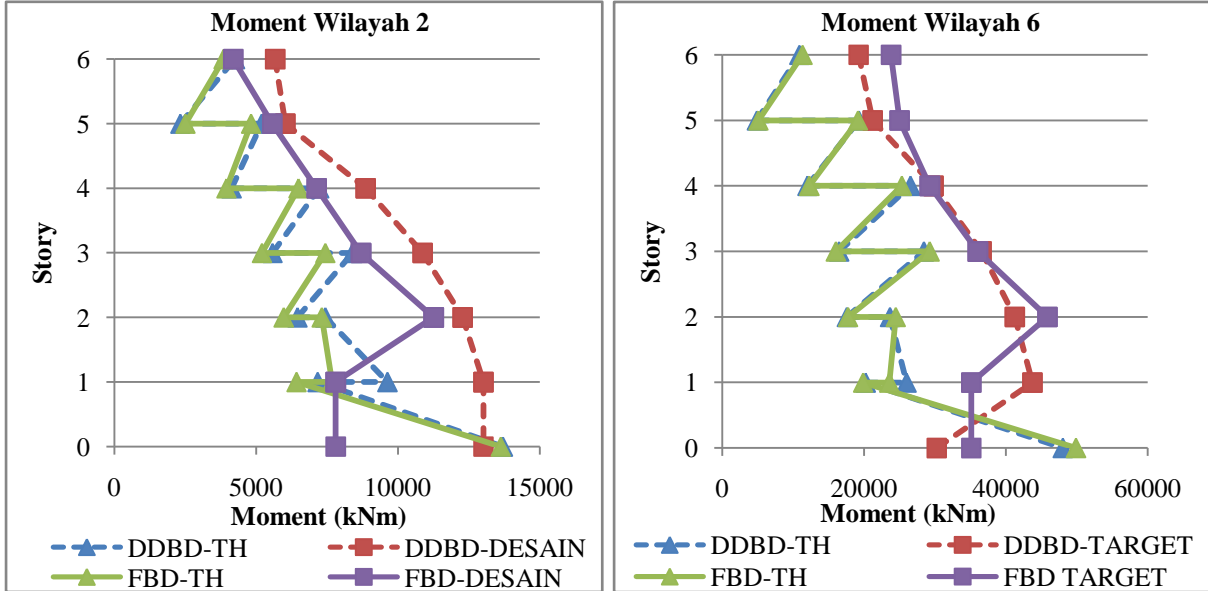 Moment Wilayah 2
6
5
4
3
2
1
0
Story
0 5000 10000 15000
Moment (kNm)
DDBD-TH DDBD-DESAIN
FBD-TH FBD-DESAIN
Moment Wilayah 6
6
5
4
3
2
1
0
Story
0 20000 40000 60000
Moment (kNm)
DDBD-TH DDBD-TARGET
FBD-TH FBD TARGET